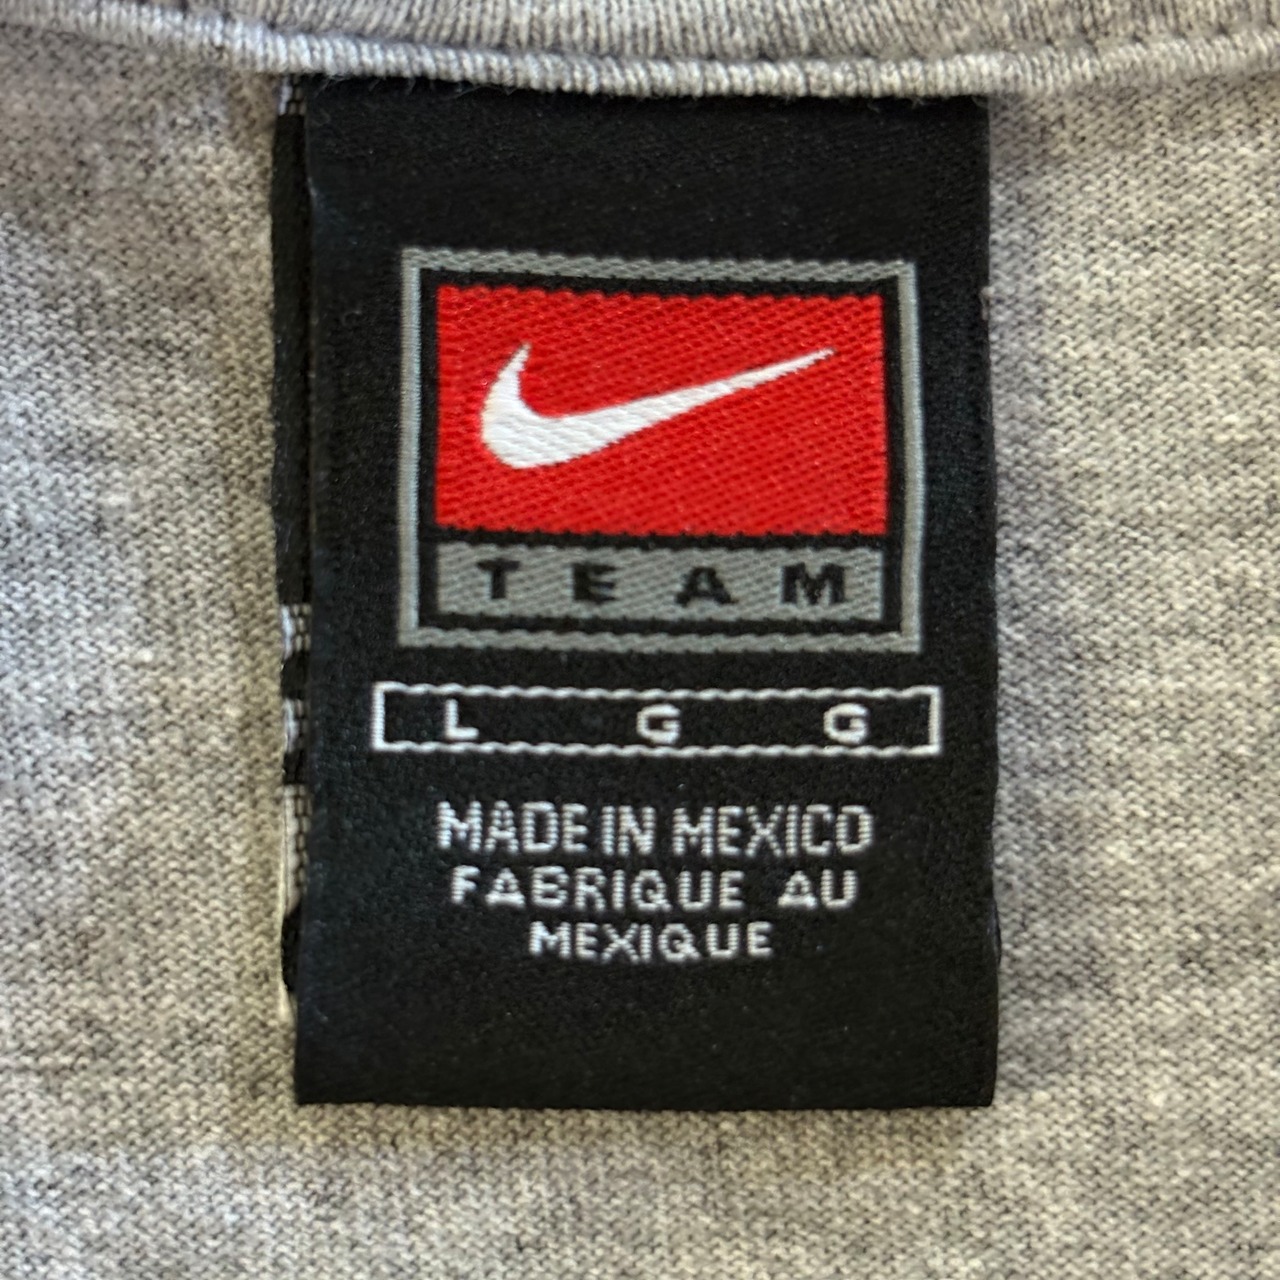 TEAM
L G G
MADE IN MEXICO
FABRIQUE AU
MEXIQUE